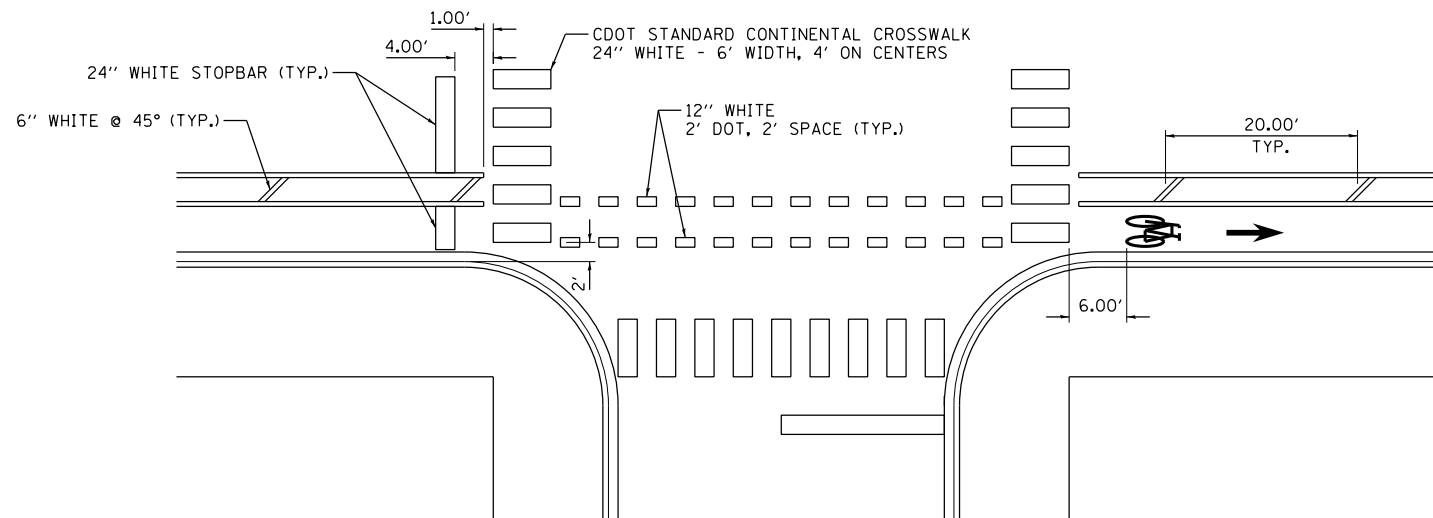 1.00'
CDOT STANDARD CONTINENTAL CROSSWALK
24'' WHITE - 6' WIDTH, 4' ON CENTERS
4.00'
24'' WHITE STOPBAR (TYP.)
6'' WHITE @ 45° (TYP.)
12'' WHITE
2' DOT, 2' SPACE (TYP.)
20.00'
TYP.
2'
6.00'